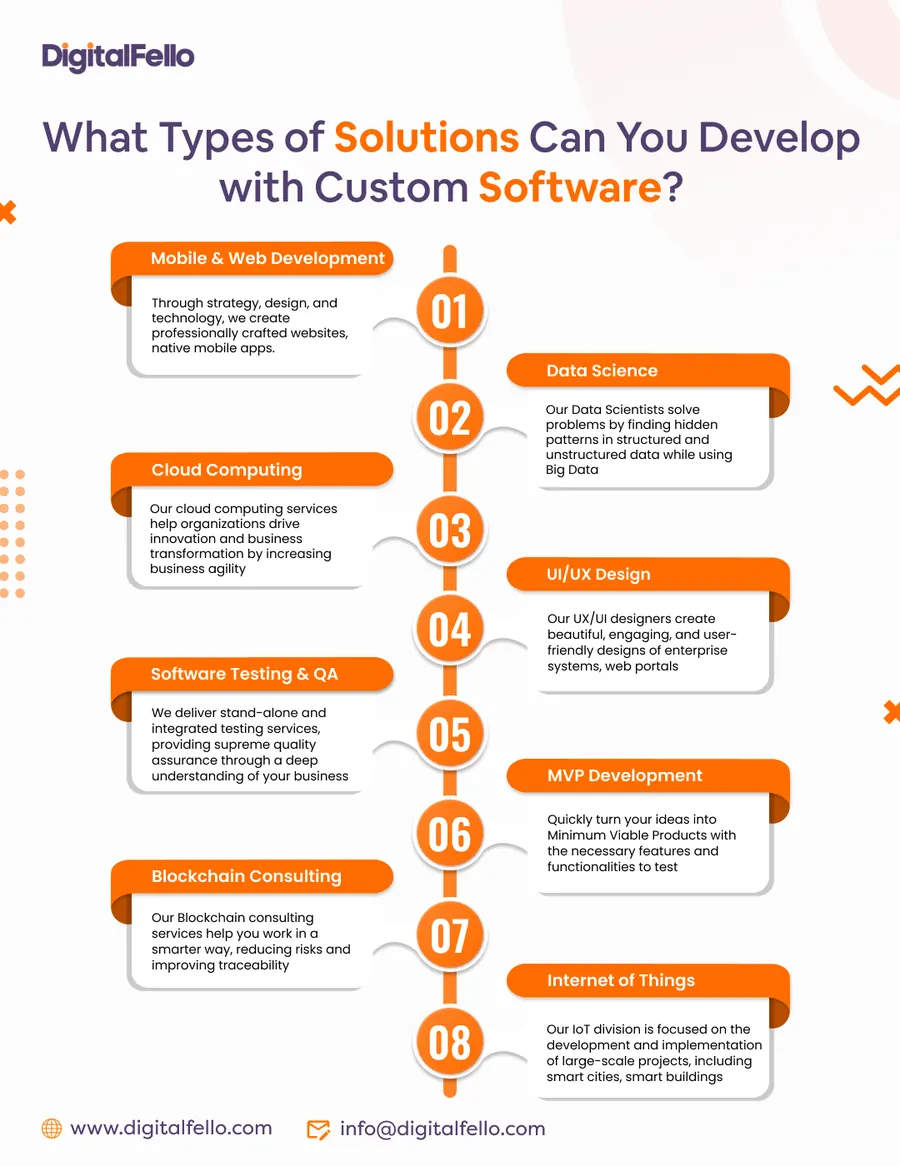 DigitalFello
What Types of Solutions Can You Develop
with Custom Software?
Mobile & Web Development
Through strategy, design, and
technology, we create
professionally crafted websites,
native mobile apps.
01
Data Science
Our Data Scientists solve
problems by finding hidden
patterns in structured and
unstructured data while using
Big Data
02
Cloud Computing
Our cloud computing services
help organizations drive
innovation and business
transformation by increasing
business agility
03
UI/UX Design
Our UX/UI designers create
beautiful, engaging, and user-
friendly designs of enterprise
systems, web portals
04
Software Testing & QA
We deliver stand-alone and
integrated testing services,
providing supreme quality
assurance through a deep
understanding of your business
05
MVP Development
Quickly turn your ideas into
Minimum Viable Products with
the necessary features and
functionalities to test
06
Blockchain Consulting
Our Blockchain consulting
services help you work in a
smarter way, reducing risks and
improving traceability
07
Internet of Things
Our IoT division is focused on the
development and implementation
of large-scale projects, including
smart cities, smart buildings
08
www.digitalfello.com
info@digitalfello.com